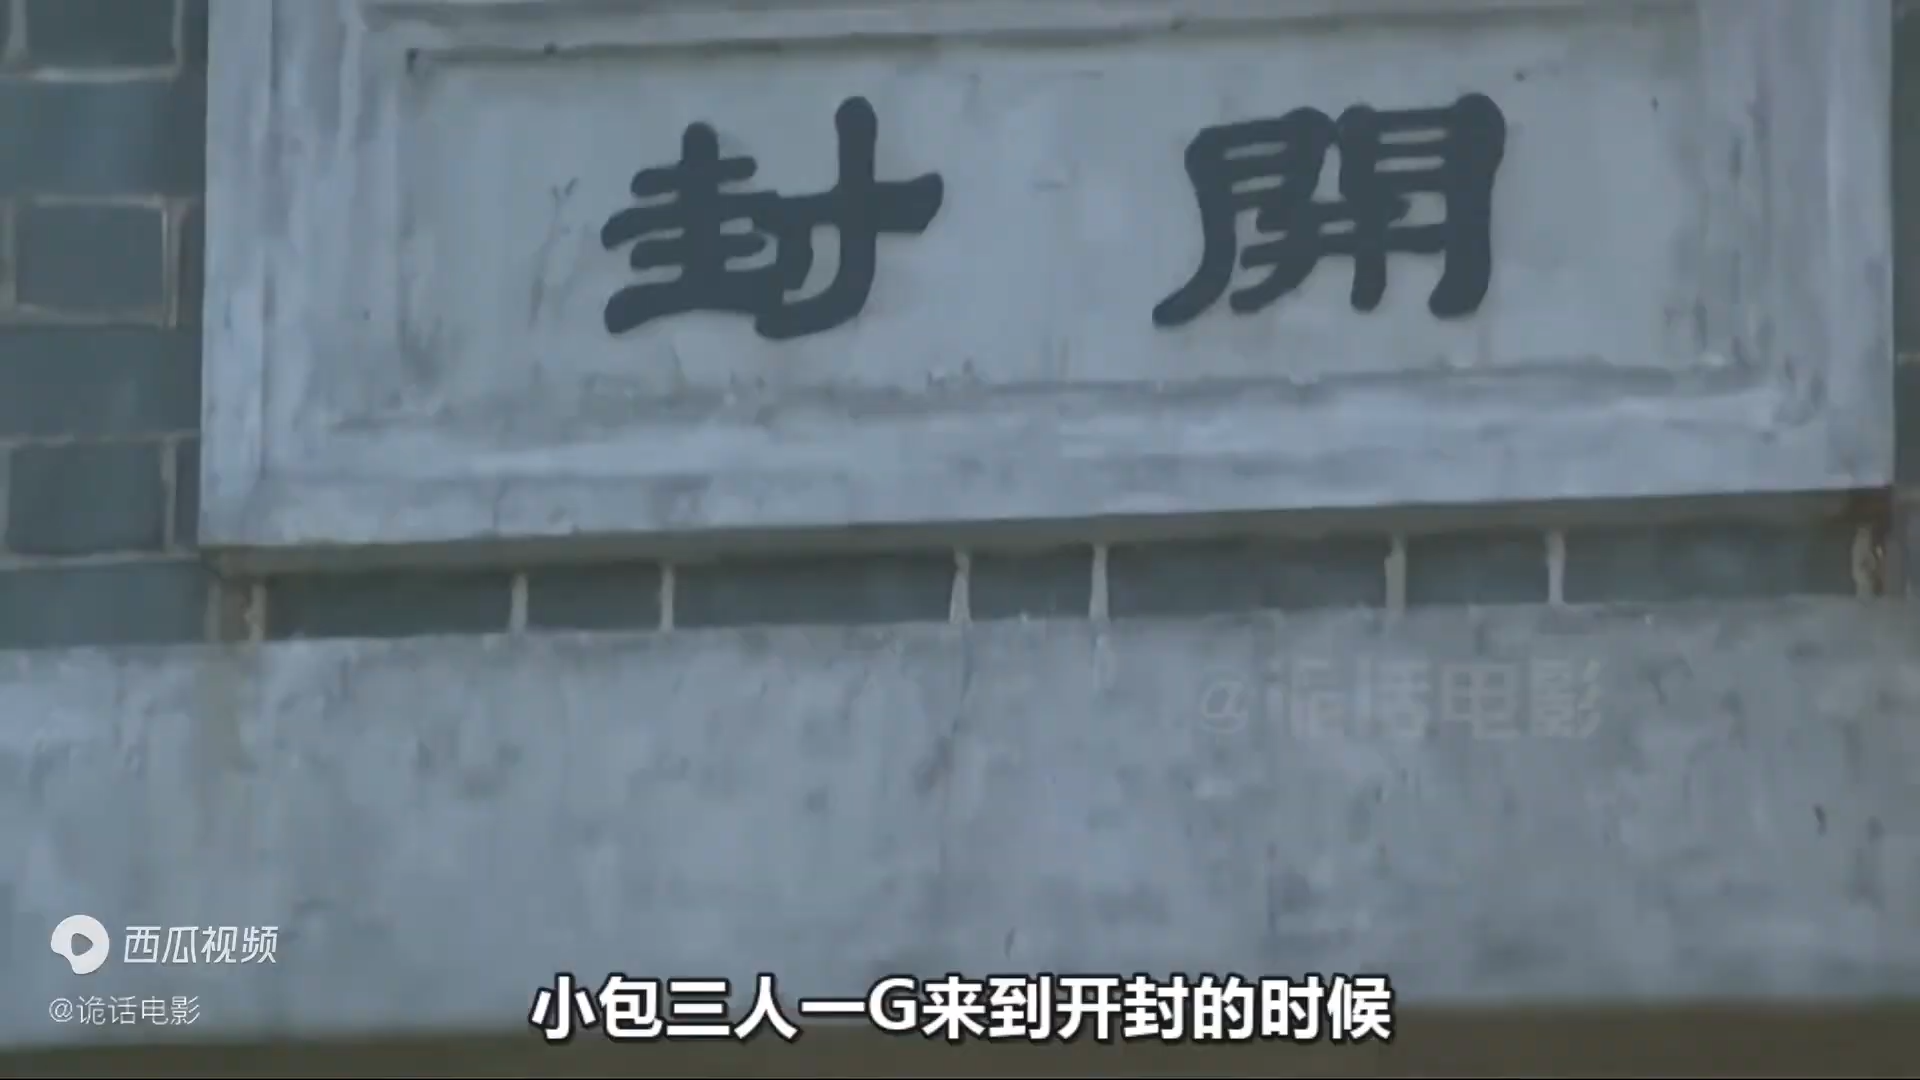 開封
@诡话电影
西瓜视频
@诡话电影
小包三人一G来到开封的时候